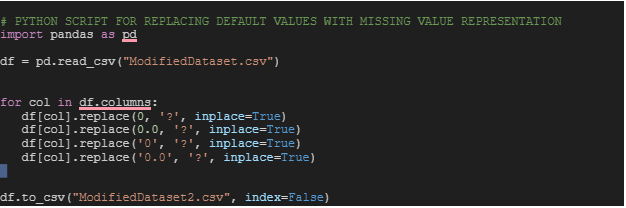 # PYTHON SCRIPT FOR REPLACING DEFAULT VALUES WITH MISSING VALUE REPRESENTATION
import pandas as pd
df = pd.read_csv("ModifiedDataset.csv")
for col in df.columns:
df[col].replace(0, '?', inplace=True)
df[col].replace(0.0, '?', inplace=True)
df[col].replace('0', '?', inplace=True)
df[col].replace('0.0', '?', inplace=True)
df.to_csv("ModifiedDataset2.csv", index=False)